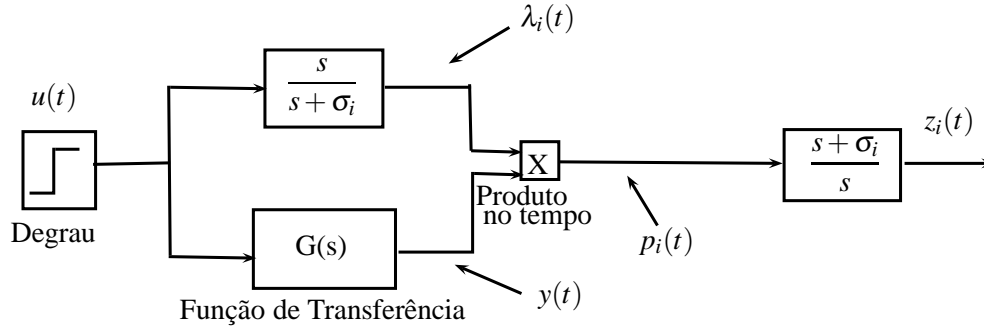 λ_i(t)
u(t)
s
s + σ_i
Degrau
X
Produto
no tempo
p_i(t)
s + σ_i
s
z_i(t)
G(s)
y(t)
Função de Transferência